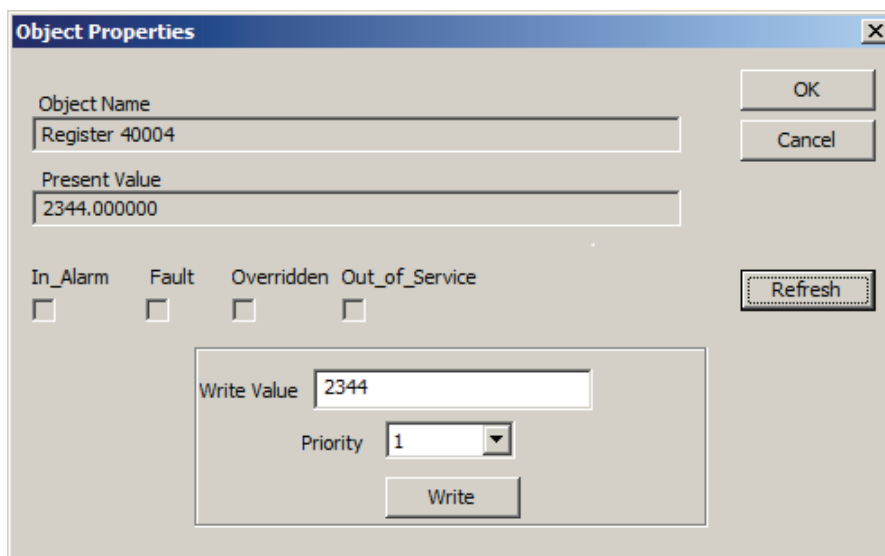 Object Properties
OK
Object Name
Register 40004
Cancel
Present Value
2344.000000
In_Alarm Fault Overridden Out_of_Service
Refresh
Write Value 2344
Priority 1
Write